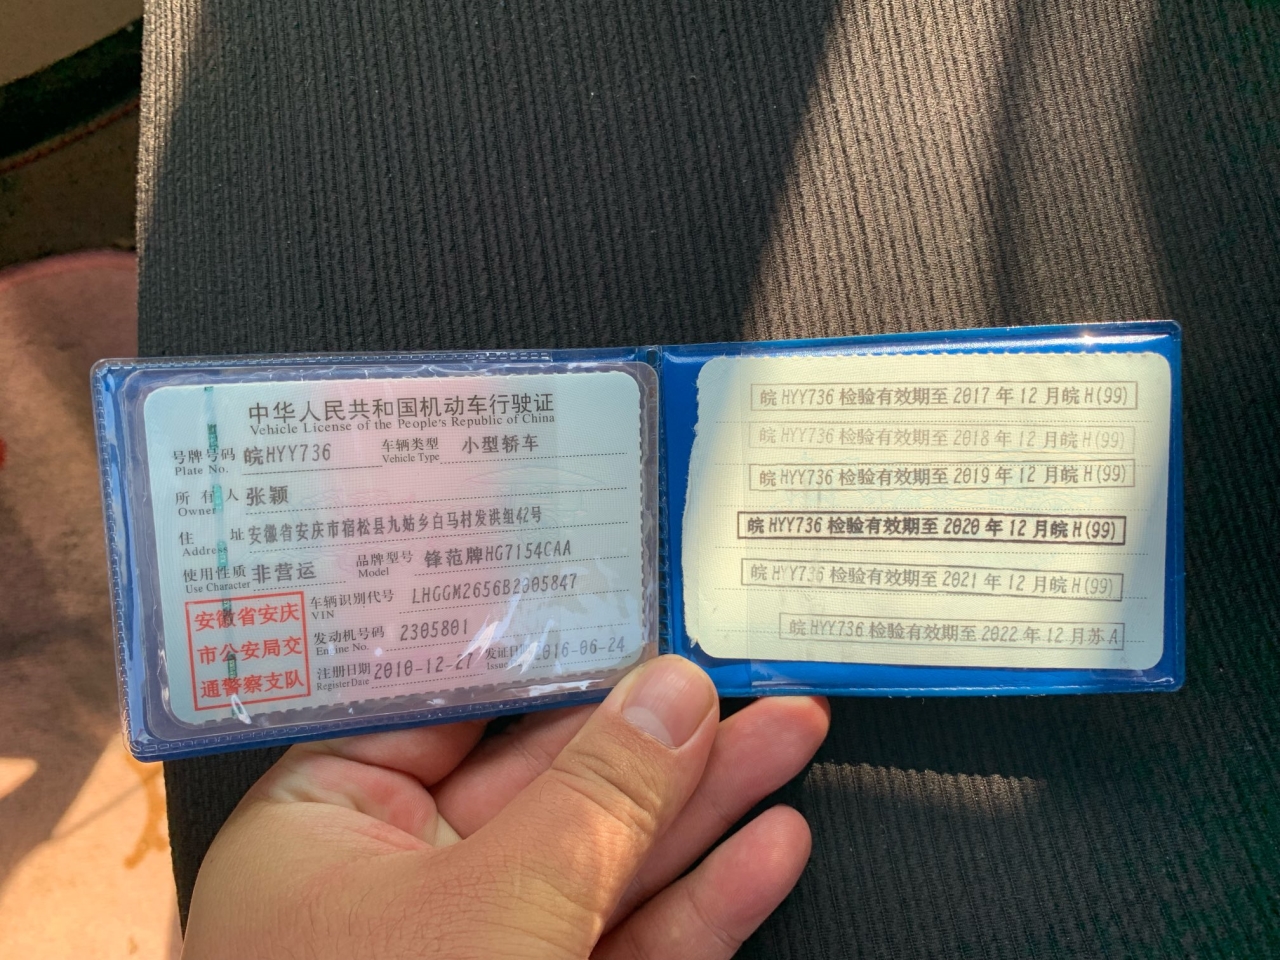 中华人民共和国机动车行驶证
Vehicle License of the People's Republic of China
号牌号码 皖HYY736 车辆类型 小型轿车
Plate No. Vehicle Type
所有人 张颖
Owner
住址 安徽省安庆市宿松县九姑乡白马村发洪组42号
Address
使用性质 非营运 品牌型号 锋范牌HG7154CAA
Use Character Model
车辆识别代号 LHGGM2656B2305847
VIN
发动机号码 2305801
Engine No.
注册日期 2010-12-27 发证日期 2016-06-24
Register Date Issue
安徽省安庆
市公安局交
通警察支队
皖HYY736 检验有效期至 2017 年 12 月皖H(99)
皖HYY736 检验有效期至 2018 年 12 月皖H(99)
皖HYY736 检验有效期至 2019 年 12 月皖H(99)
皖HYY736 检验有效期至 2020 年 12 月皖H(99)
皖HYY736 检验有效期至 2021 年 12 月皖H(99)
皖HYY736 检验有效期至 2022 年 12 月苏A